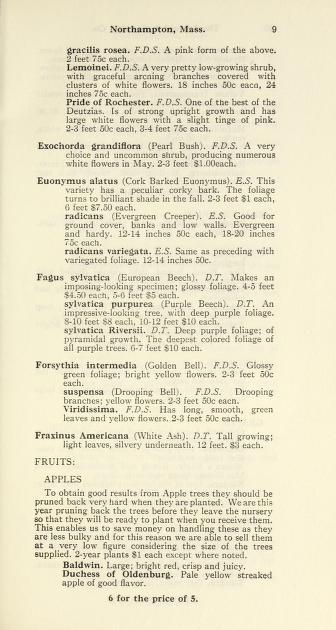 Northampton, Mass. 9
gracilis rosea. F.D.S. A pink form of the above.
2 feet 75c each.
Lemoinei. F.D.S. A very pretty low-growing shrub,
with graceful arching branches covered with
clusters of white flowers. 18 inches 50c each, 24
inches 75c each.
Pride of Rochester. F.D.S. One of the best of the
Deutzias. Is of strong upright growth and has
large white flowers with a slight tinge of pink.
2-3 feet 50c each, 3-4 feet 75c each.
Exochorda grandiflora (Pearl Bush). F.D.S. A very
choice and uncommon shrub, producing numerous
white flowers in May. 2-3 feet $1.00each.
Euonymus alatus (Cork Barked Euonymus). E.S. This
variety has a peculiar corky bark. The foliage
turns to brilliant shade in the fall. 2-3 feet $1 each,
6 feet $7.50 each.
radicans (Evergreen Creeper). E.S. Good for
ground cover, banks and low walls. Evergreen
and hardy. 12-14 inches 50c each, 18-20 inches
75c each.
radicans variegata. E.S. Same as preceding with
variegated foliage. 12-14 inches 50c.
Fagus sylvatica (European Beech). D.T. Makes an
imposing-looking specimen; glossy foliage. 4-5 feet
$4.50 each, 5-6 feet $5 each.
sylvatica purpurea (Purple Beech). D.T. An
impressive-looking tree, with deep purple foliage.
8-10 feet $8 each, 10-12 feet $10 each.
sylvatica Riversii. D.T. Deep purple foliage; of
pyramidal growth. The deepest colored foliage of
all purple trees. 6-7 feet $10 each.
Forsythia intermedia (Golden Bell). F.D.S. Glossy
green foliage; bright yellow flowers. 2-3 feet 50c
each.
suspensa (Drooping Bell). F.D.S. Drooping
branches; yellow flowers. 2-3 feet 50c each.
Viridissima. F.D.S. Has long, smooth, green
leaves and yellow flowers. 2-3 feet 50c each.
Fraxinus Americana (White Ash). D.T. Tall growing;
light leaves, silvery underneath. 12 feet. $3 each.
FRUITS:
APPLES
To obtain good results from Apple trees they should be
pruned back very hard when they are planted. We are this
year pruning back the trees before they leave the nursery
so that they will be ready to plant when you receive them.
This enables us to save money on handling these as they
are less bulky and for this reason we are able to sell them
at a very low figure considering the size of the trees
supplied. 2-year plants $1 each except where noted.
Baldwin. Large; bright red, crisp and juicy.
Duchess of Oldenburg. Pale yellow streaked
apple of good flavor.
6 for the price of 5.